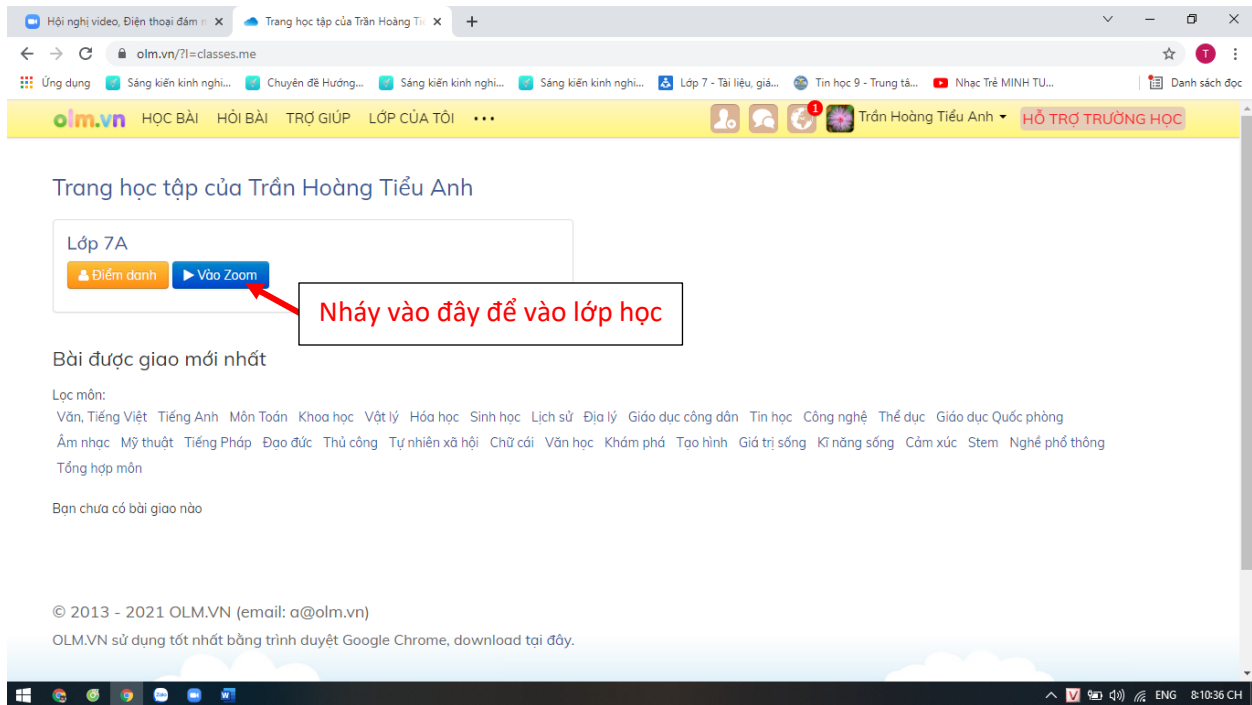 Hội nghị video, Điện thoại đám n
Trang học tập của Trần Hoàng Tiể
olm.vn/?l=classes.me
T
Ứng dụng Sáng kiến kinh nghi... Chuyên đề Hướng... Sáng kiến kinh nghi... Sáng kiến kinh nghi... Lớp 7 - Tài liệu, giá... Tin học 9 - Trung tâ... Nhạc Trẻ MINH TU... Danh sách đọc
olm.vn HỌC BÀI HỎI BÀI TRỢ GIÚP LỚP CỦA TÔI ••• 1 Trần Hoàng Tiểu Anh HỖ TRỢ TRƯỜNG HỌC
Trang học tập của Trần Hoàng Tiểu Anh
Lớp 7A
Điểm danh Vào Zoom
Nháy vào đây để vào lớp học
Bài được giao mới nhất
Lọc môn:
Văn, Tiếng Việt Tiếng Anh Môn Toán Khoa học Vật lý Hóa học Sinh học Lịch sử Địa lý Giáo dục công dân Tin học Công nghệ Thể dục Giáo dục Quốc phòng
Âm nhạc Mỹ thuật Tiếng Pháp Đạo đức Thủ công Tự nhiên xã hội Chữ cái Văn học Khám phá Tạo hình Giá trị sống Kĩ năng sống Cảm xúc Stem Nghề phổ thông
Tổng hợp môn
Bạn chưa có bài giao nào
© 2013 - 2021 OLM.VN (email: a@olm.vn)
OLM.VN sử dụng tốt nhất bằng trình duyệt Google Chrome, download tại đây.
Zalo W V ENG 8:10:36 CH